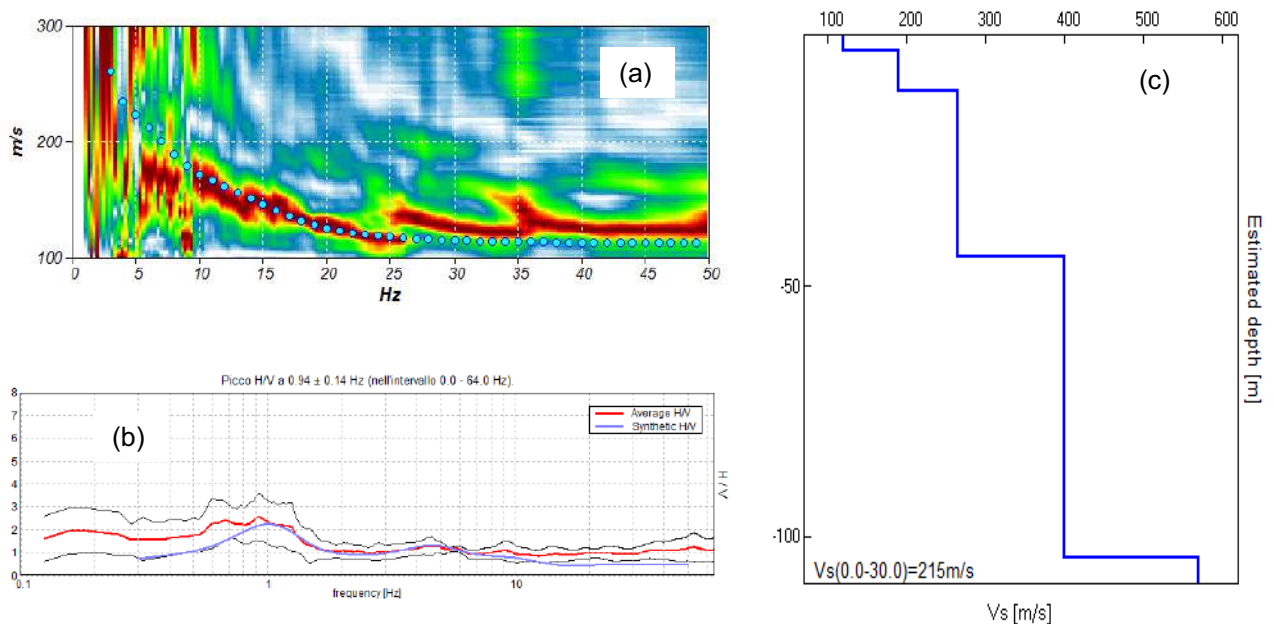 300
200
100
m/s
0 5 10 15 20 25 30 35 40 45 50
Hz
(a)
Picco H/V a 0.94 ± 0.14 Hz (nell'intervallo 0.0 - 64.0 Hz).
8
7
6
5
4
3
2
1
0
0.1 1 10
frequency [Hz]
H / V
Average H/V
Synthetic H/V
(b)
100 200 300 400 500 600
(c)
-50
-100
Estimated depth [m]
Vs(0.0-30.0)=215m/s
Vs [m/s]